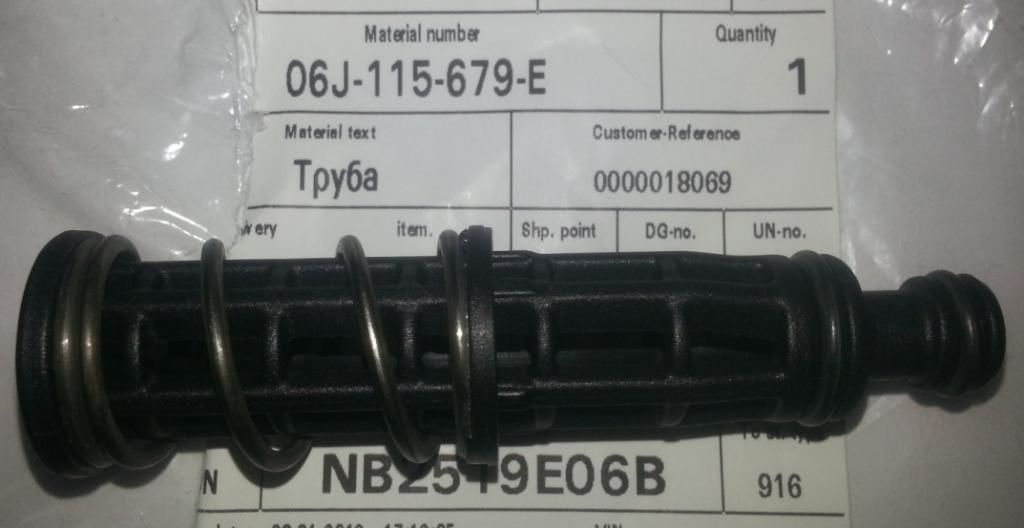 Material number
Quantity
06J-115-679-E
1
Material text
Customer-Reference
Труба
0000018069
item.
Shp. point
DG-no.
UN-no.
N
NB2519E06B
916